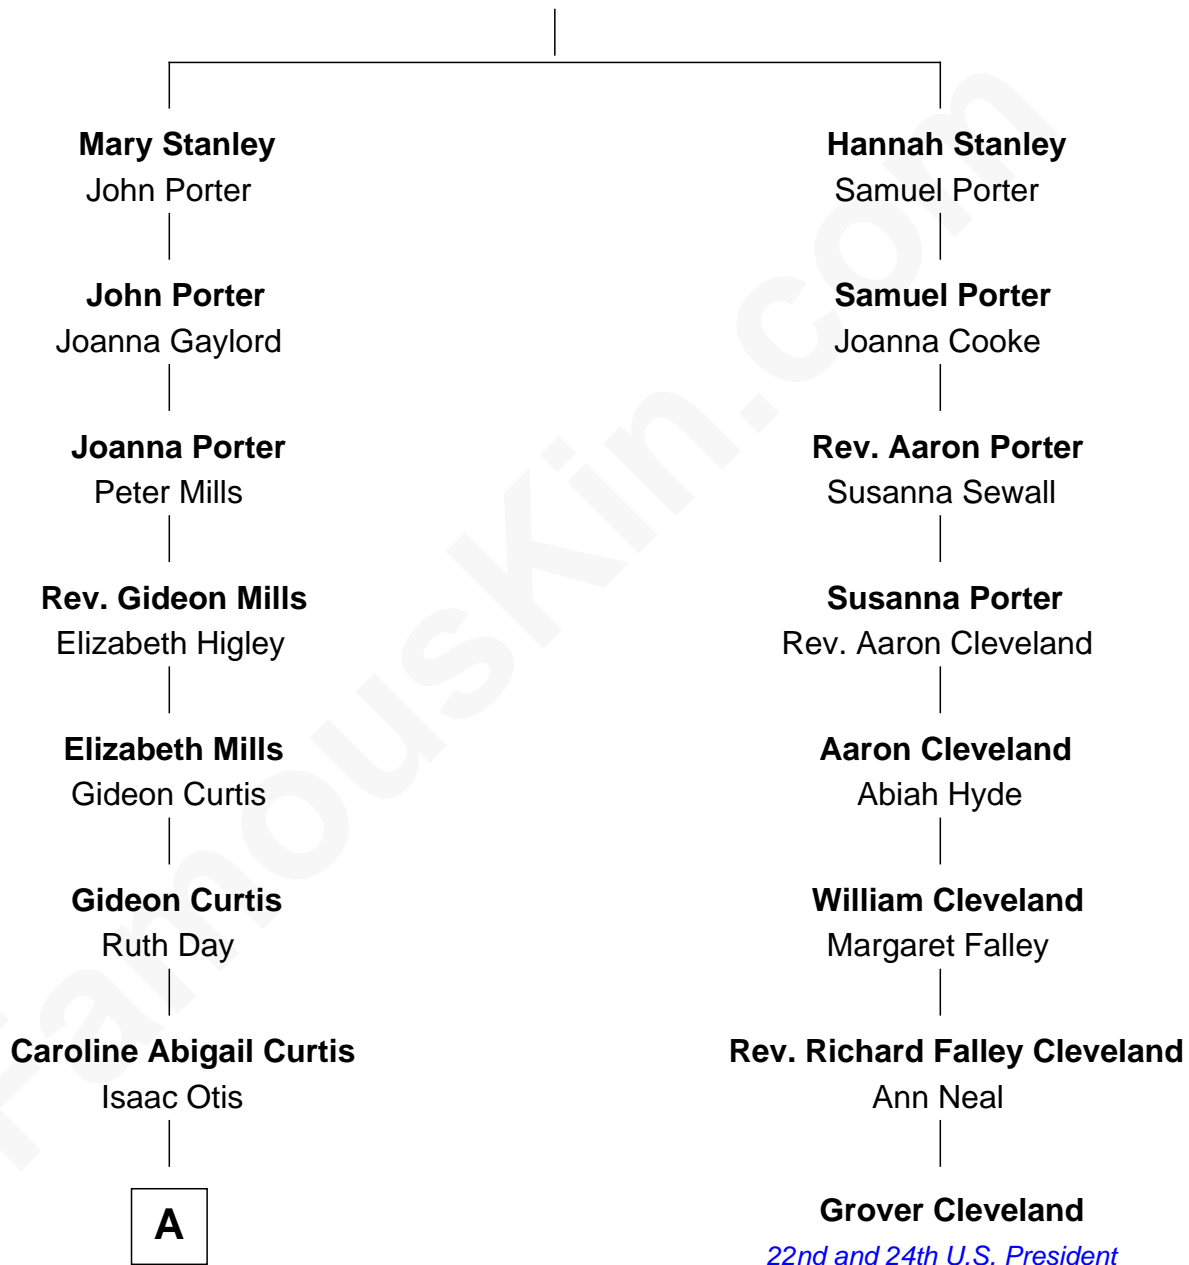 Mary Stanley
John Porter
Hannah Stanley
Samuel Porter
John Porter
Joanna Gaylord
Samuel Porter
Joanna Cooke
Joanna Porter
Peter Mills
Rev. Aaron Porter
Susanna Sewall
Rev. Gideon Mills
Elizabeth Higley
Susanna Porter
Rev. Aaron Cleveland
Elizabeth Mills
Gideon Curtis
Aaron Cleveland
Abiah Hyde
Gideon Curtis
Ruth Day
William Cleveland
Margaret Falley
Caroline Abigail Curtis
Isaac Otis
Rev. Richard Falley Cleveland
Ann Neal
A
Grover Cleveland
22nd and 24th U.S. President
FamousKin.com